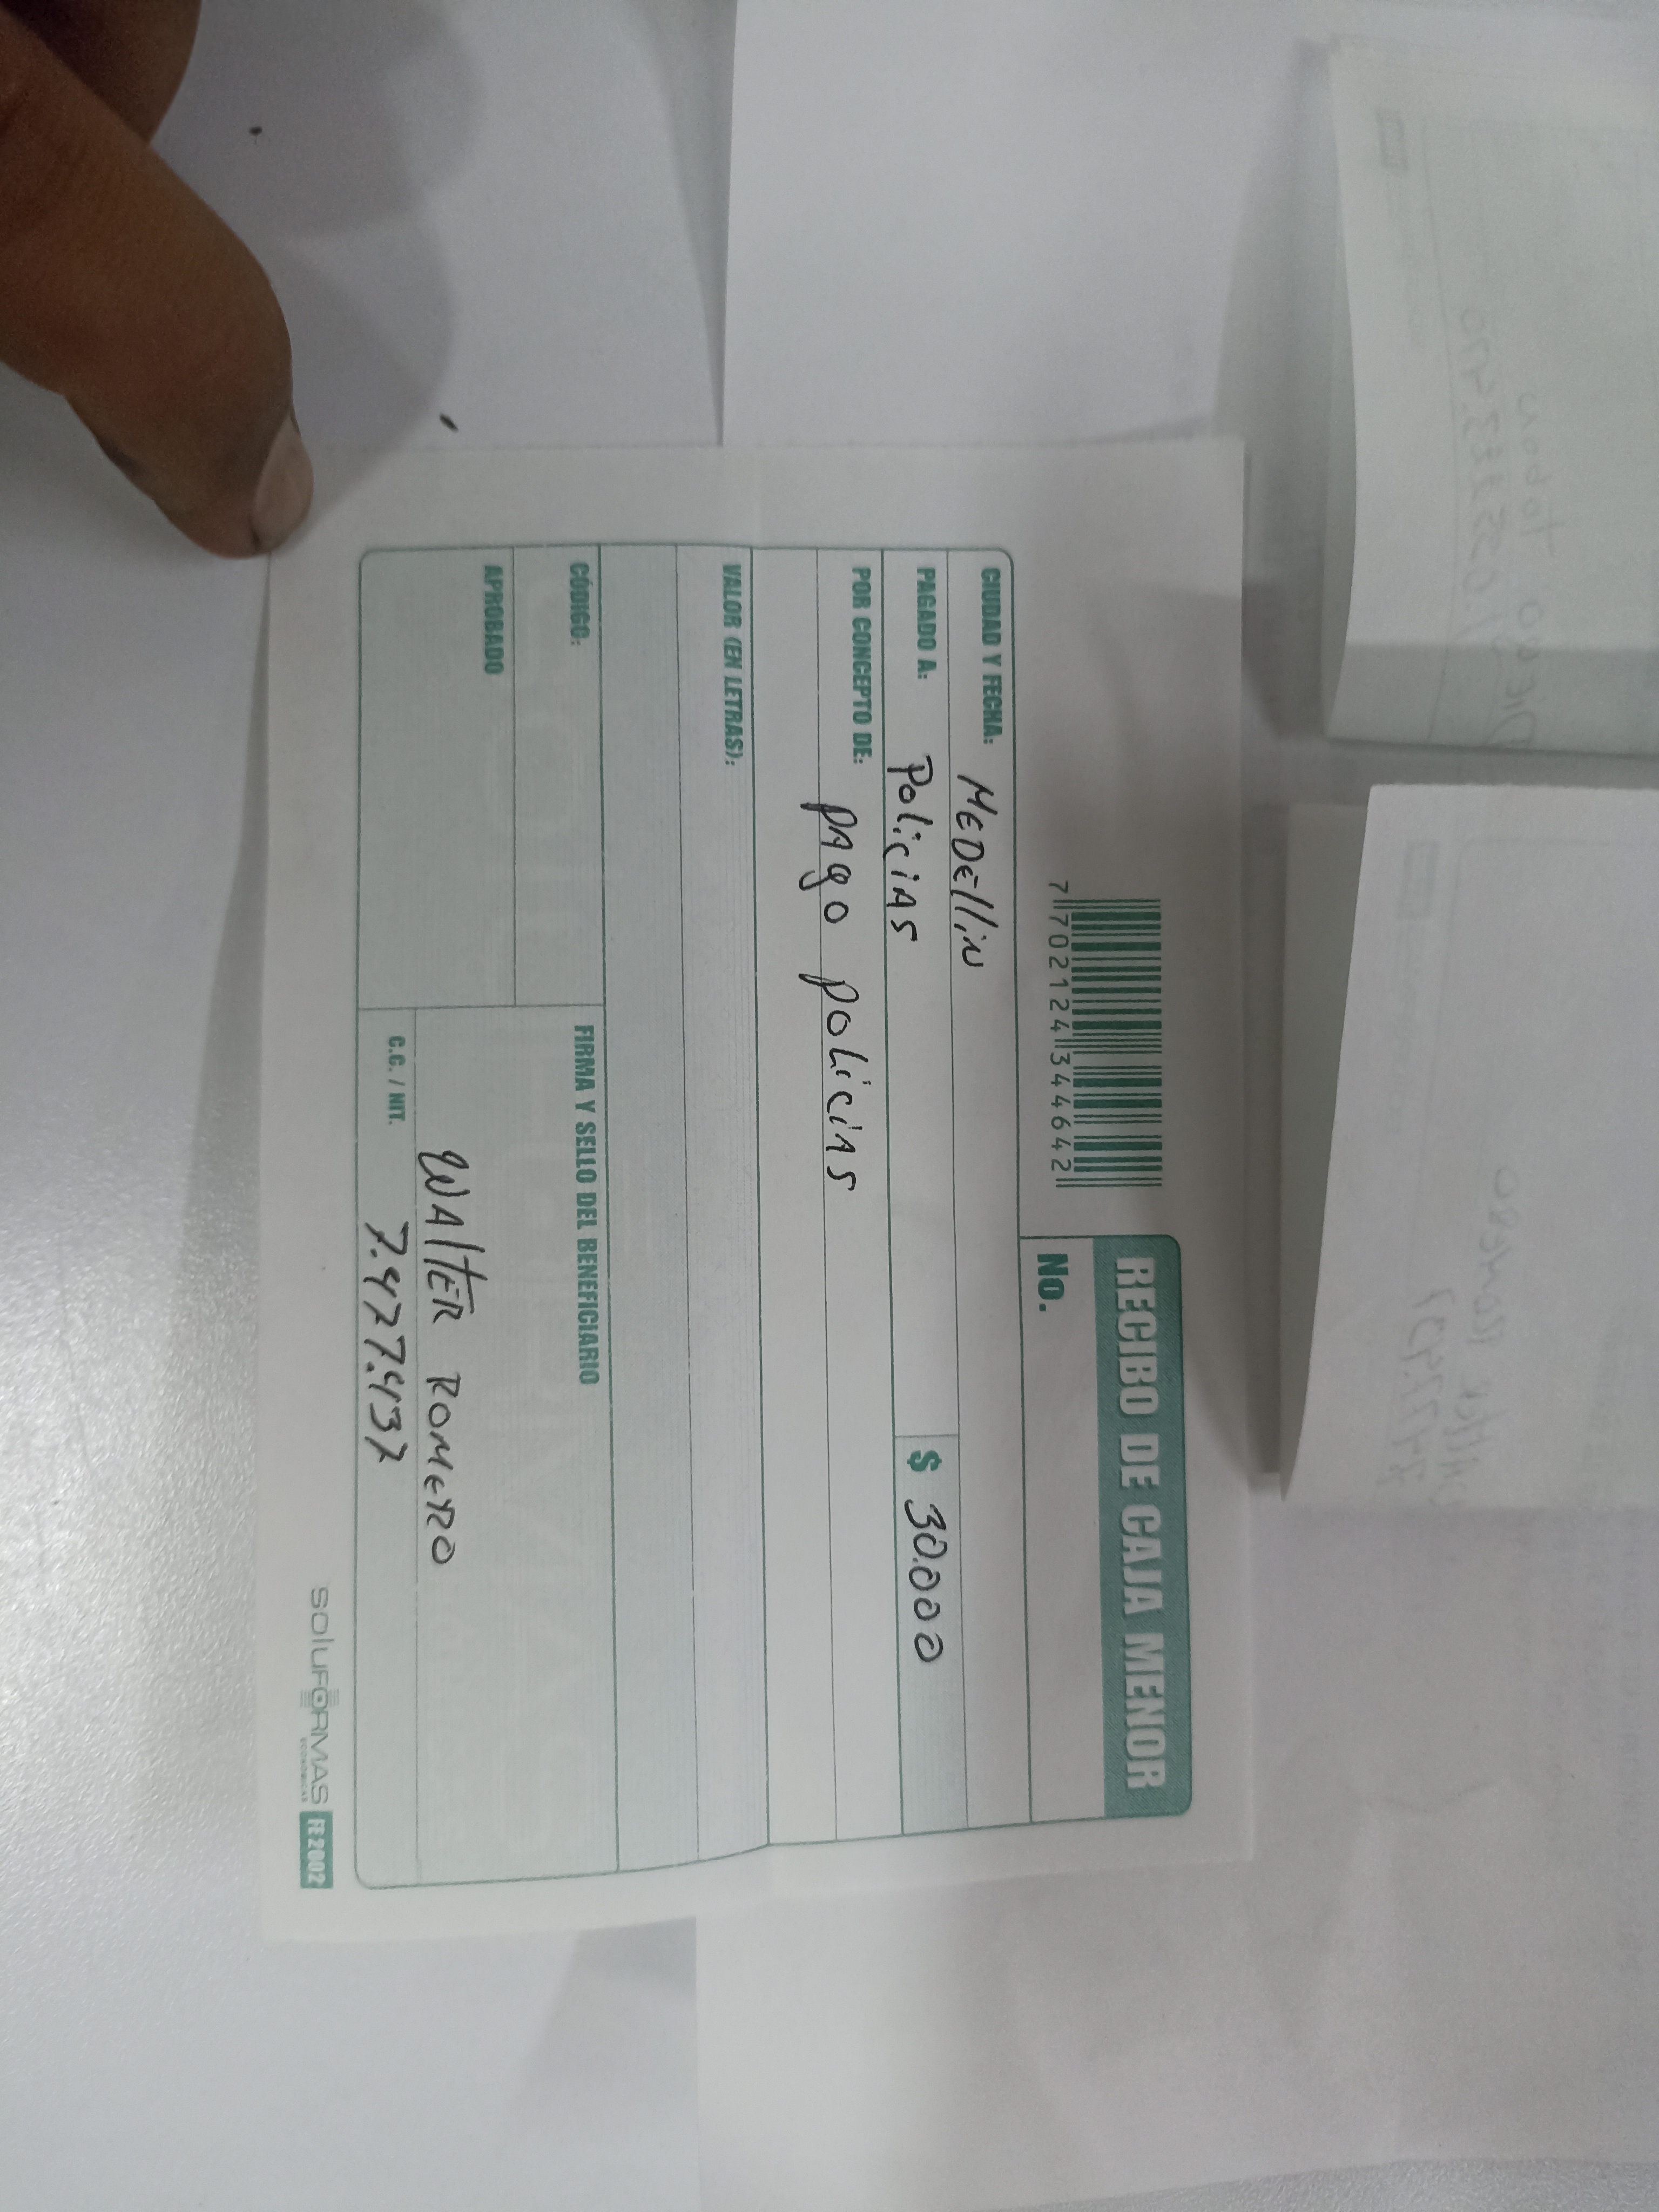 RECIBO DE CAJA MENOR
7 702124 344642
No.
CIUDAD Y FECHA: MEDELLIN
PAGADO A: POLICIAS $ 30.000
POR CONCEPTO DE: PAGO POLICIAS
VALOR (EN LETRAS):
CÓDIGO:
APROBADO
FIRMA Y SELLO DEL BENEFICIARIO
WALTER ROMERO
C.C. / NIT. 7.477.437
SOLUFORMAS FE 2002